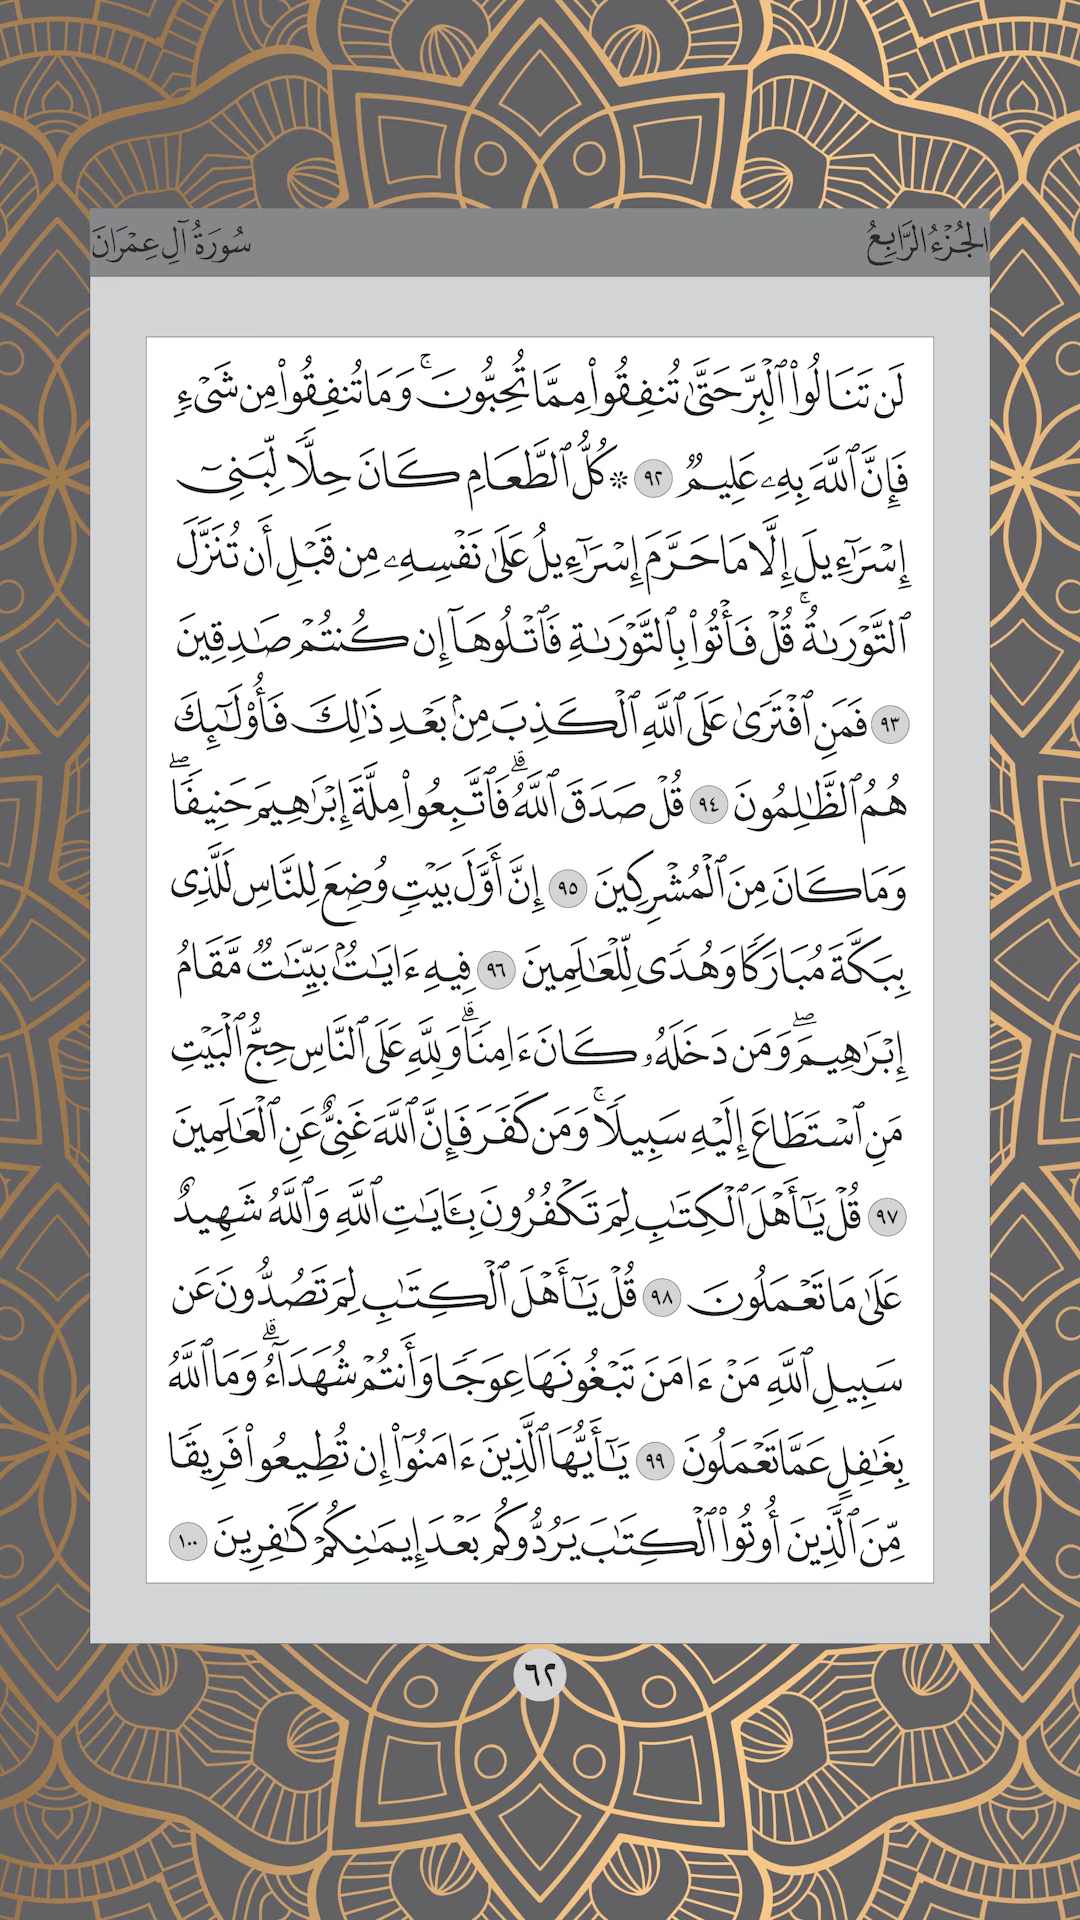 الجُزْءُ الرَّابِعُ
سُورَةُ آلِ عِمْرَانَ
لَن تَنَالُوا۟ ٱلْبِرَّ حَتَّىٰ تُنفِقُوا۟ مِمَّا تُحِبُّونَ ۚ وَمَا تُنفِقُوا۟ مِن شَىْءٍ
فَإِنَّ ٱللَّهَ بِهِۦ عَلِيمٌ ٩٢ ۞ كُلُّ ٱلطَّعَامِ كَانَ حِلًّا لِّبَنِىٓ
إِسْرَٰٓءِيلَ إِلَّا مَا حَرَّمَ إِسْرَٰٓءِيلُ عَلَىٰ نَفْسِهِۦ مِن قَبْلِ أَن تُنَزَّلَ
ٱلتَّوْرَىٰةُ ۚ قُلْ فَأْتُوا۟ بِٱلتَّوْرَىٰةِ فَٱتْلُوهَآ إِن كُنتُمْ صَـٰدِقِينَ
٩٣ فَمَنِ ٱفْتَرَىٰ عَلَى ٱللَّهِ ٱلْكَذِبَ مِنۢ بَعْدِ ذَٰلِكَ فَأُو۟لَـٰٓئِكَ
هُمُ ٱلظَّـٰلِمُونَ ٩٤ قُلْ صَدَقَ ٱللَّهُ ۗ فَٱتَّبِعُوا۟ مِلَّةَ إِبْرَٰهِيمَ حَنِيفًا ۖ
وَمَا كَانَ مِنَ ٱلْمُشْرِكِينَ ٩٥ إِنَّ أَوَّلَ بَيْتٍ وُضِعَ لِلنَّاسِ لَلَّذِى
بِبَكَّةَ مُبَارَكًا وَهُدًى لِّلْعَـٰلَمِينَ ٩٦ فِيهِ ءَايَـٰتٌۢ بَيِّنَـٰتٌ مَّقَامُ
إِبْرَٰهِيمَ ۖ وَمَن دَخَلَهُۥ كَانَ ءَامِنًا ۗ وَلِلَّهِ عَلَى ٱلنَّاسِ حِجُّ ٱلْبَيْتِ
مَنِ ٱسْتَطَاعَ إِلَيْهِ سَبِيلًا ۚ وَمَن كَفَرَ فَإِنَّ ٱللَّهَ غَنِىٌّ عَنِ ٱلْعَـٰلَمِينَ
٩٧ قُلْ يَـٰٓأَهْلَ ٱلْكِتَـٰبِ لِمَ تَكْفُرُونَ بِـَٔايَـٰتِ ٱللَّهِ وَٱللَّهُ شَهِيدٌ
عَلَىٰ مَا تَعْمَلُونَ ٩٨ قُلْ يَـٰٓأَهْلَ ٱلْكِتَـٰبِ لِمَ تَصُدُّونَ عَن
سَبِيلِ ٱللَّهِ مَنْ ءَامَنَ تَبْغُونَهَا عِوَجًا وَأَنتُمْ شُهَدَآءُ ۗ وَمَا ٱللَّهُ
بِغَـٰفِلٍ عَمَّا تَعْمَلُونَ ٩٩ يَـٰٓأَيُّهَا ٱلَّذِينَ ءَامَنُوٓا۟ إِن تُطِيعُوا۟ فَرِيقًا
مِّنَ ٱلَّذِينَ أُوتُوا۟ ٱلْكِتَـٰبَ يَرُدُّوكُم بَعْدَ إِيمَـٰنِكُمْ كَـٰفِرِينَ ١٠٠
٦٢